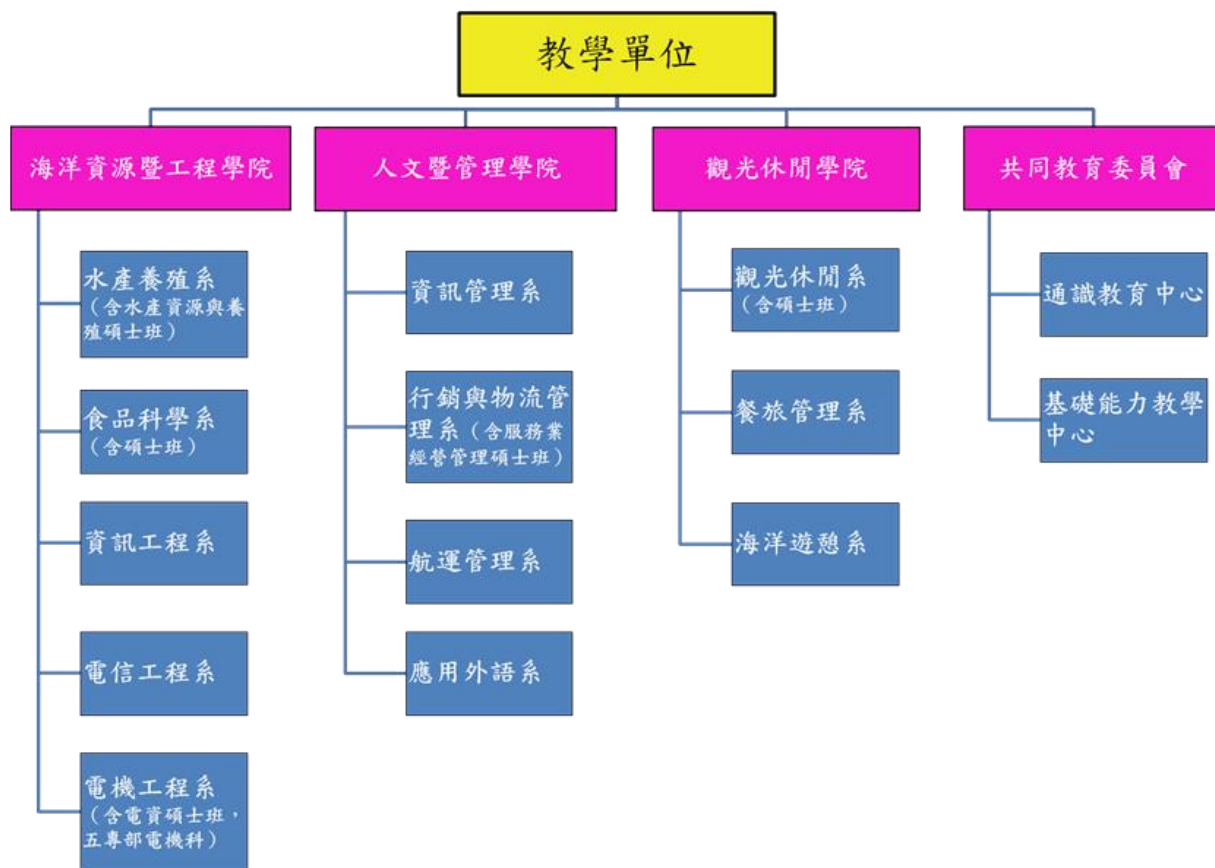 教學單位
海洋資源暨工程學院
人文暨管理學院
觀光休閒學院
共同教育委員會
水產養殖系
（含水產資源與養
殖碩士班）
食品科學系
（含碩士班）
資訊工程系
電信工程系
電機工程系
（含電資碩士班，
五專部電機科）
資訊管理系
行銷與物流管
理系（含服務業
經營管理碩士班）
航運管理系
應用外語系
觀光休閒系
（含碩士班）
餐旅管理系
海洋遊憩系
通識教育中心
基礎能力教學
中心